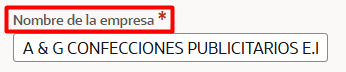 Nombre de la empresa *
A & G CONFECCIONES PUBLICITARIOS E.I